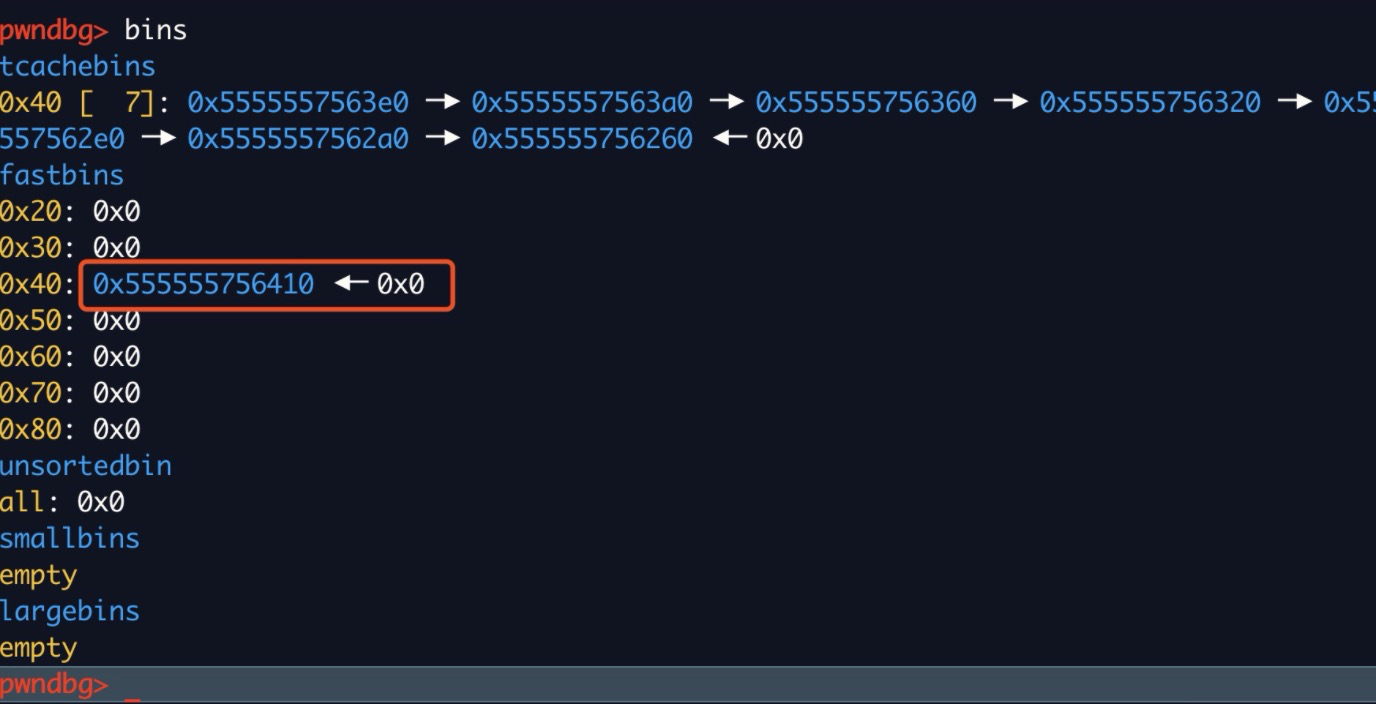 pwndbg> bins
tcachebins
0x40 [  7]: 0x5555557563e0 —▸ 0x5555557563a0 —▸ 0x555555756360 —▸ 0x555555756320 —▸ 0x55
557562e0 —▸ 0x5555557562a0 —▸ 0x555555756260 ◂— 0x0
fastbins
0x20: 0x0
0x30: 0x0
0x40: 0x555555756410 ◂— 0x0
0x50: 0x0
0x60: 0x0
0x70: 0x0
0x80: 0x0
unsortedbin
all: 0x0
smallbins
empty
largebins
empty
pwndbg> _